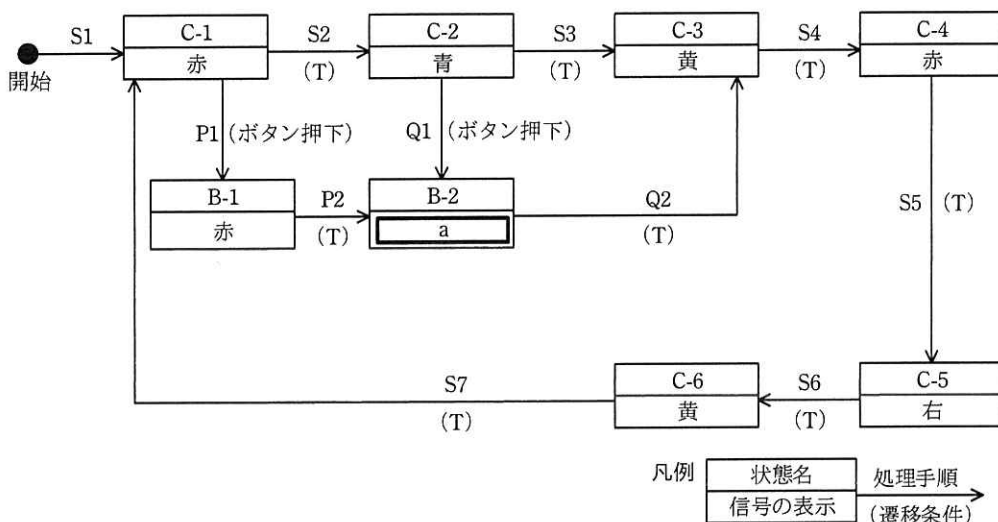 S1
開始
C-1
赤
S2
(T)
C-2
青
S3
(T)
C-3
黄
S4
(T)
C-4
赤
P1 (ボタン押下)
Q1 (ボタン押下)
B-1
赤
P2
(T)
B-2
a
Q2
(T)
S5 (T)
S7
(T)
C-6
黄
S6
(T)
C-5
右
凡例
状態名
信号の表示
処理手順
(遷移条件)